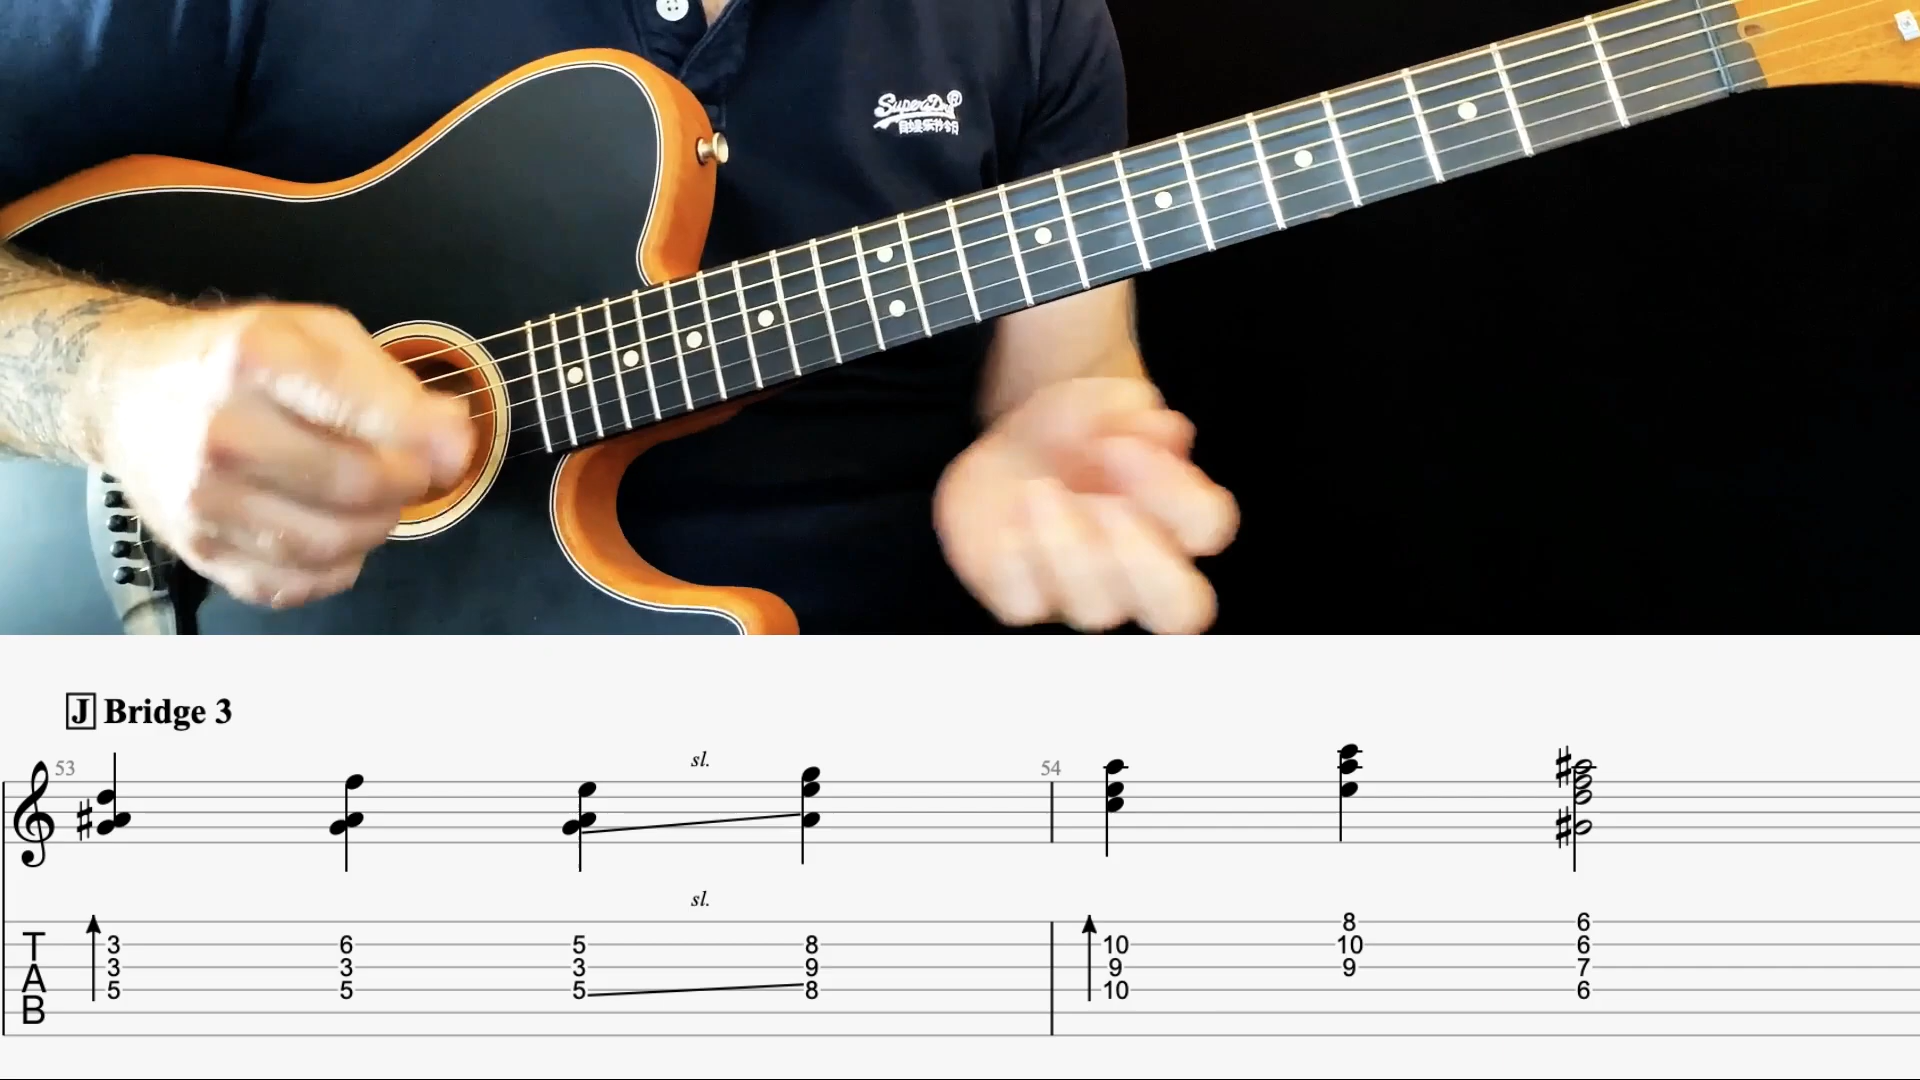 SuperDry
J Bridge 3
53
sl.
54
sl.
T
A
B
3 6 5 8 10 8 6
3 3 3 9 9 10 6
5 5 5 8 10 9 7
6